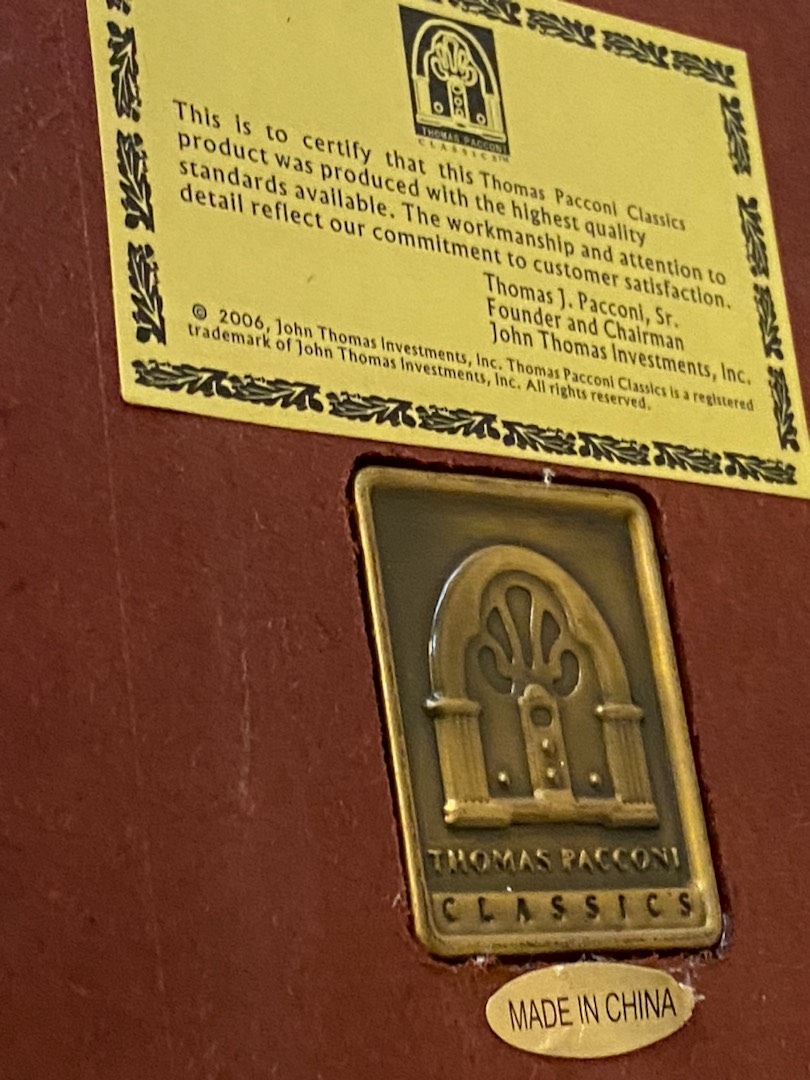 THOMAS PACCONI
CLASSICS™
This is to certify that this Thomas Pacconi Classics
product was produced with the highest quality
standards available. The workmanship and attention to
detail reflect our commitment to customer satisfaction.
Thomas J. Pacconi, Sr.
Founder and Chairman
John Thomas Investments, Inc.
© 2006, John Thomas Investments, Inc. Thomas Pacconi Classics is a registered
trademark of John Thomas Investments, Inc. All rights reserved.
THOMAS PACCONI
CLASSICS
MADE IN CHINA